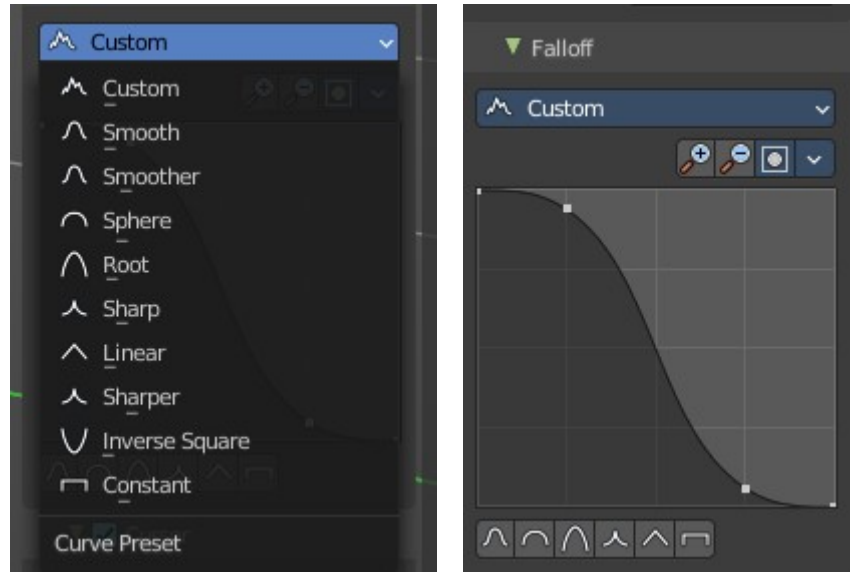 Custom
Custom
Smooth
Smoother
Sphere
Root
Sharp
Linear
Sharper
Inverse Square
Constant
Curve Preset
Falloff
Custom